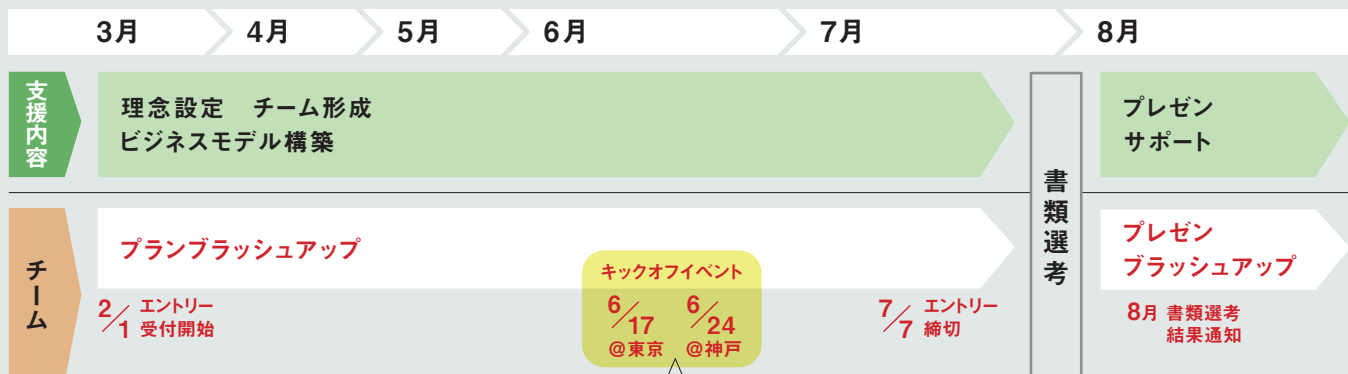 3月 4月 5月 6月 7月 8月
支援内容
理念設定 チーム形成
ビジネスモデル構築
プレゼン
サポート
書類選考
チーム
プランブラッシュアップ
キックオフイベント
プレゼン
ブラッシュアップ
2/1 エントリー
受付開始
6/17
@東京
6/24
@神戸
7/7 エントリー
締切
8月 書類選考
結果通知